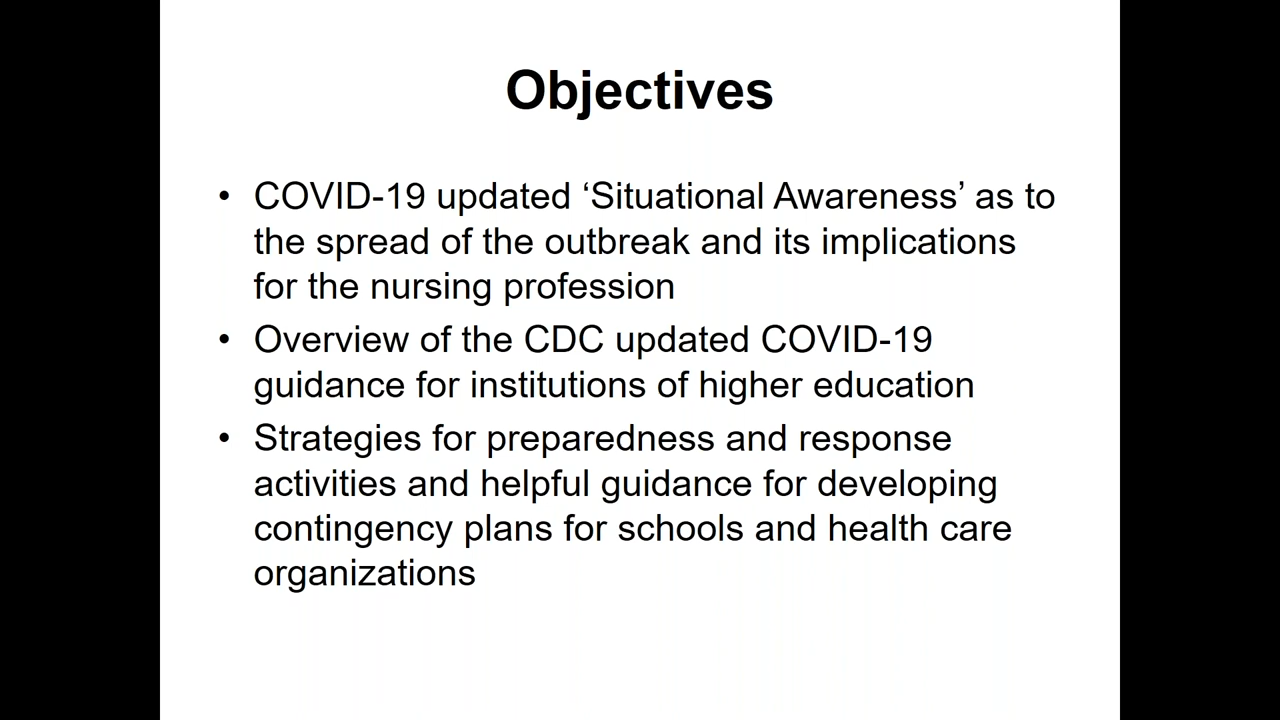 Objectives
• COVID-19 updated ‘Situational Awareness’ as to
the spread of the outbreak and its implications
for the nursing profession
• Overview of the CDC updated COVID-19
guidance for institutions of higher education
• Strategies for preparedness and response
activities and helpful guidance for developing
contingency plans for schools and health care
organizations